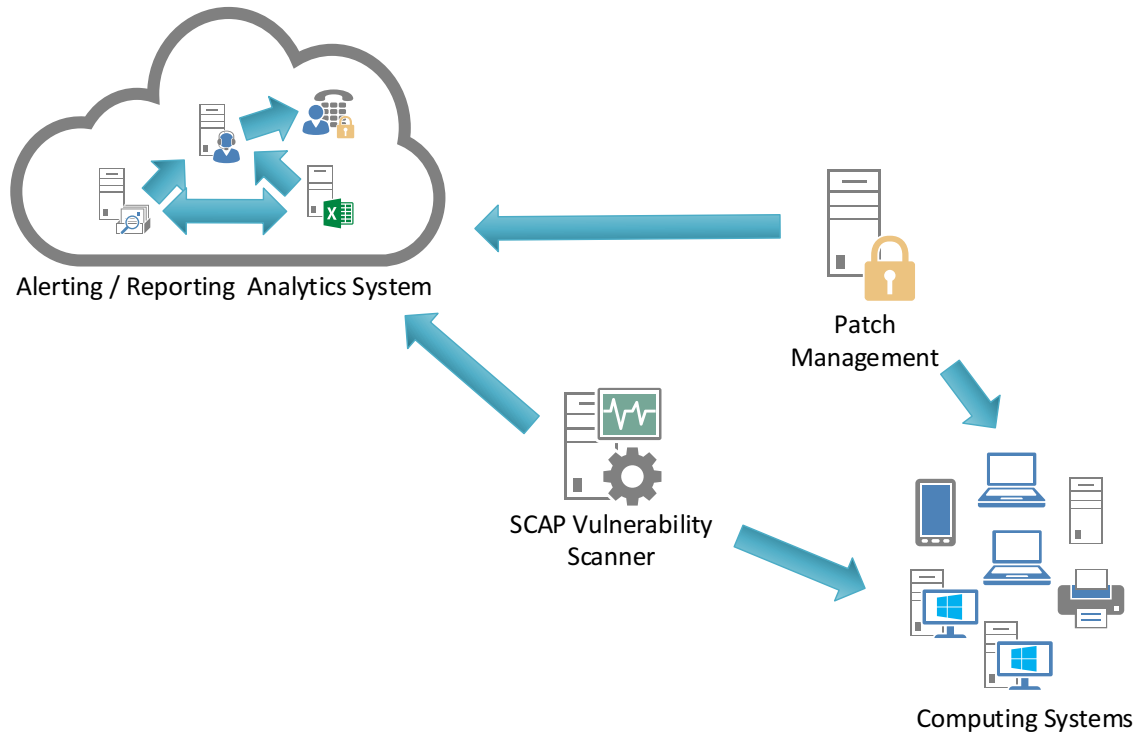 Alerting / Reporting  Analytics System
Patch
Management
SCAP Vulnerability
Scanner
Computing Systems
X